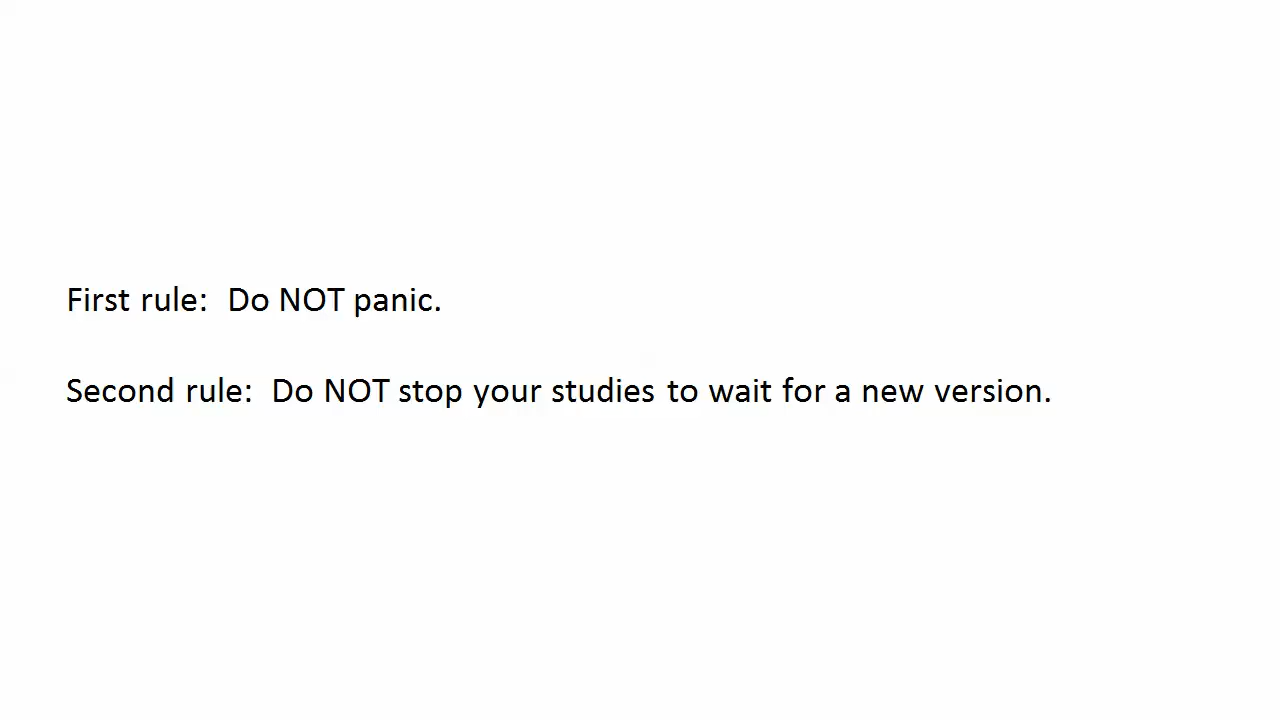 First rule:  Do NOT panic.
Second rule:  Do NOT stop your studies to wait for a new version.